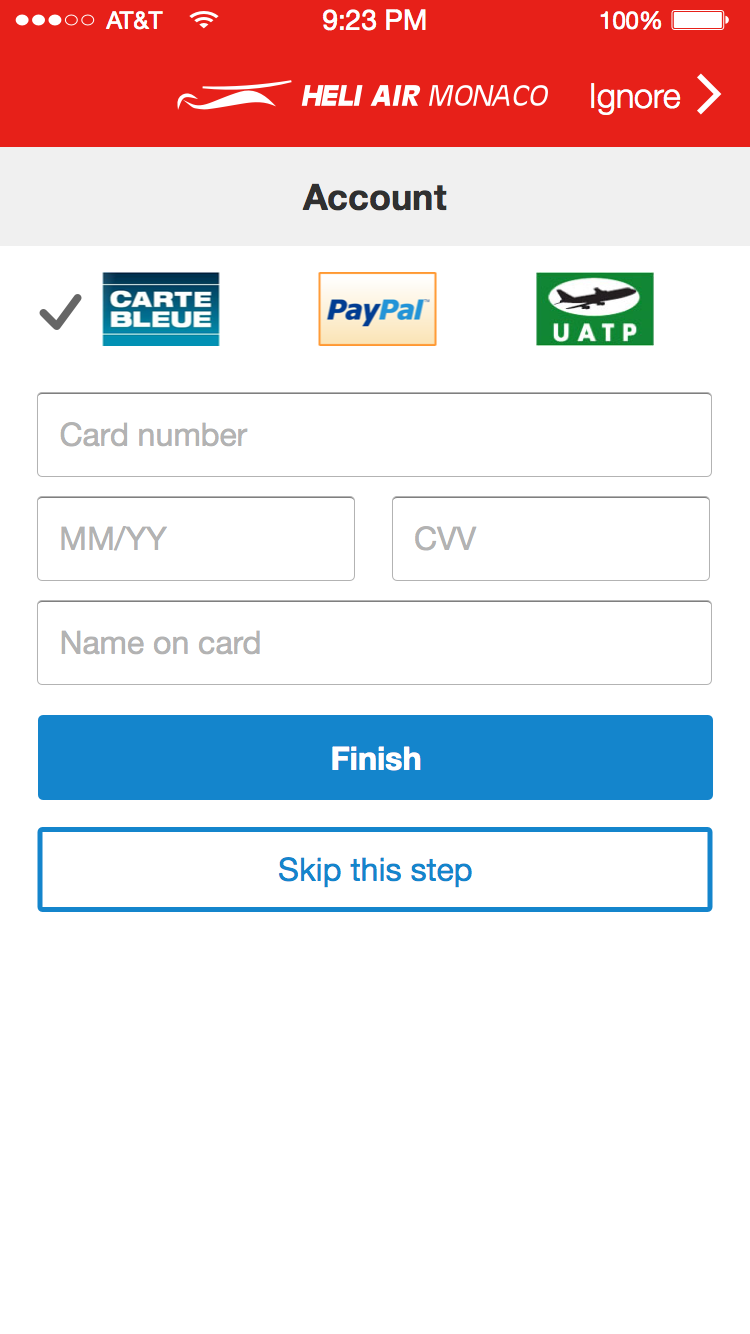 AT&T 9:23 PM 100%
HELI AIR MONACO Ignore
Account
CARTE BLEUE PayPal™ UATP
Card number
MM/YY CVV
Name on card
Finish
Skip this step